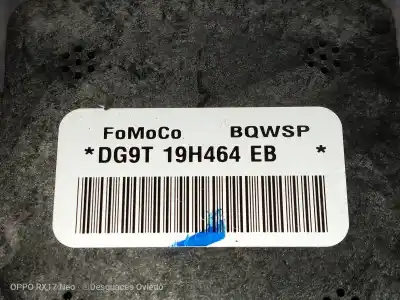 FoMoCo BQWSP
*DG9T 19H464 EB *
OPPO RX17 Neo Desguaces Oviedo